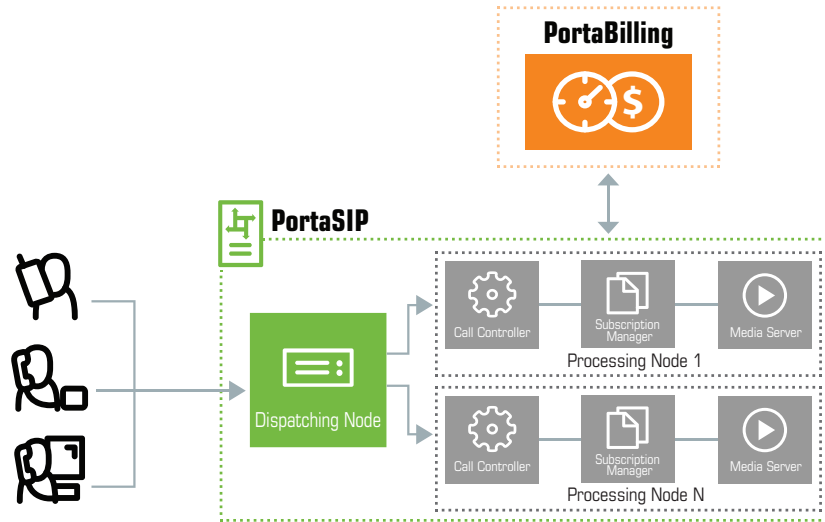 PortaBilling
$
PortaSIP
Dispatching Node
Call Controller
Subscription
Manager
Media Server
Processing Node 1
Call Controller
Subscription
Manager
Media Server
Processing Node N